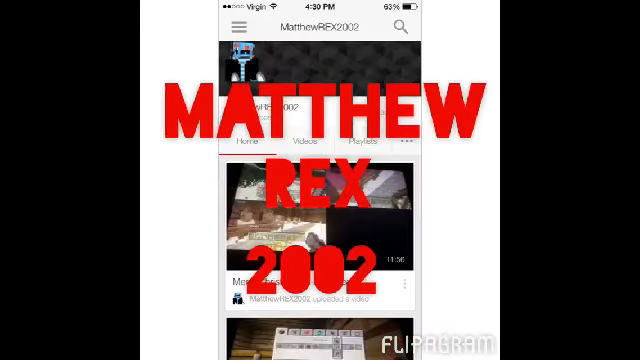 Virgin
4:30 PM
63%
MatthewREX2002
MATTHEW
REX
2002
Home
Videos
Playlists
11:56
MatthewREX2002 uploaded a video
FLIPAGRAM